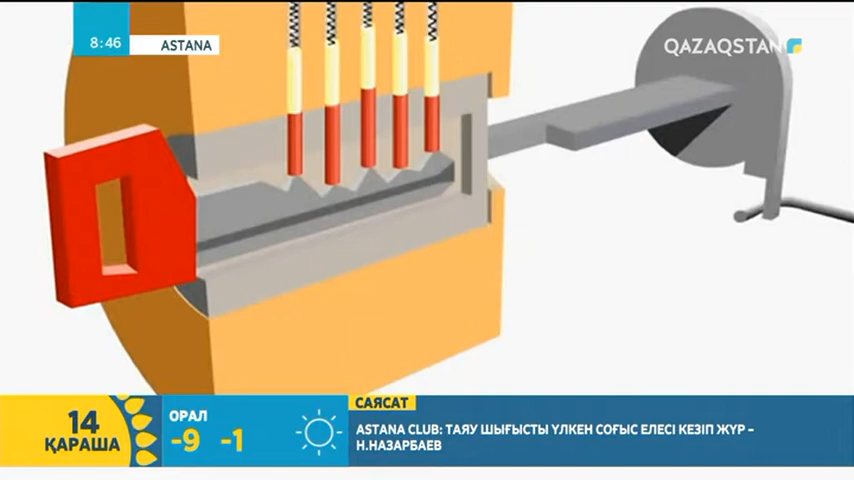 8:46
ASTANA
QAZAQSTAN
14
ҚАРАША
ОРАЛ
-9 -1
САЯСАТ
ASTANA CLUB: ТАЯУ ШЫҒЫСТЫ ҮЛКЕН СОҒЫС ЕЛЕСІ КЕЗІП ЖҮР –
Н.НАЗАРБАЕВ